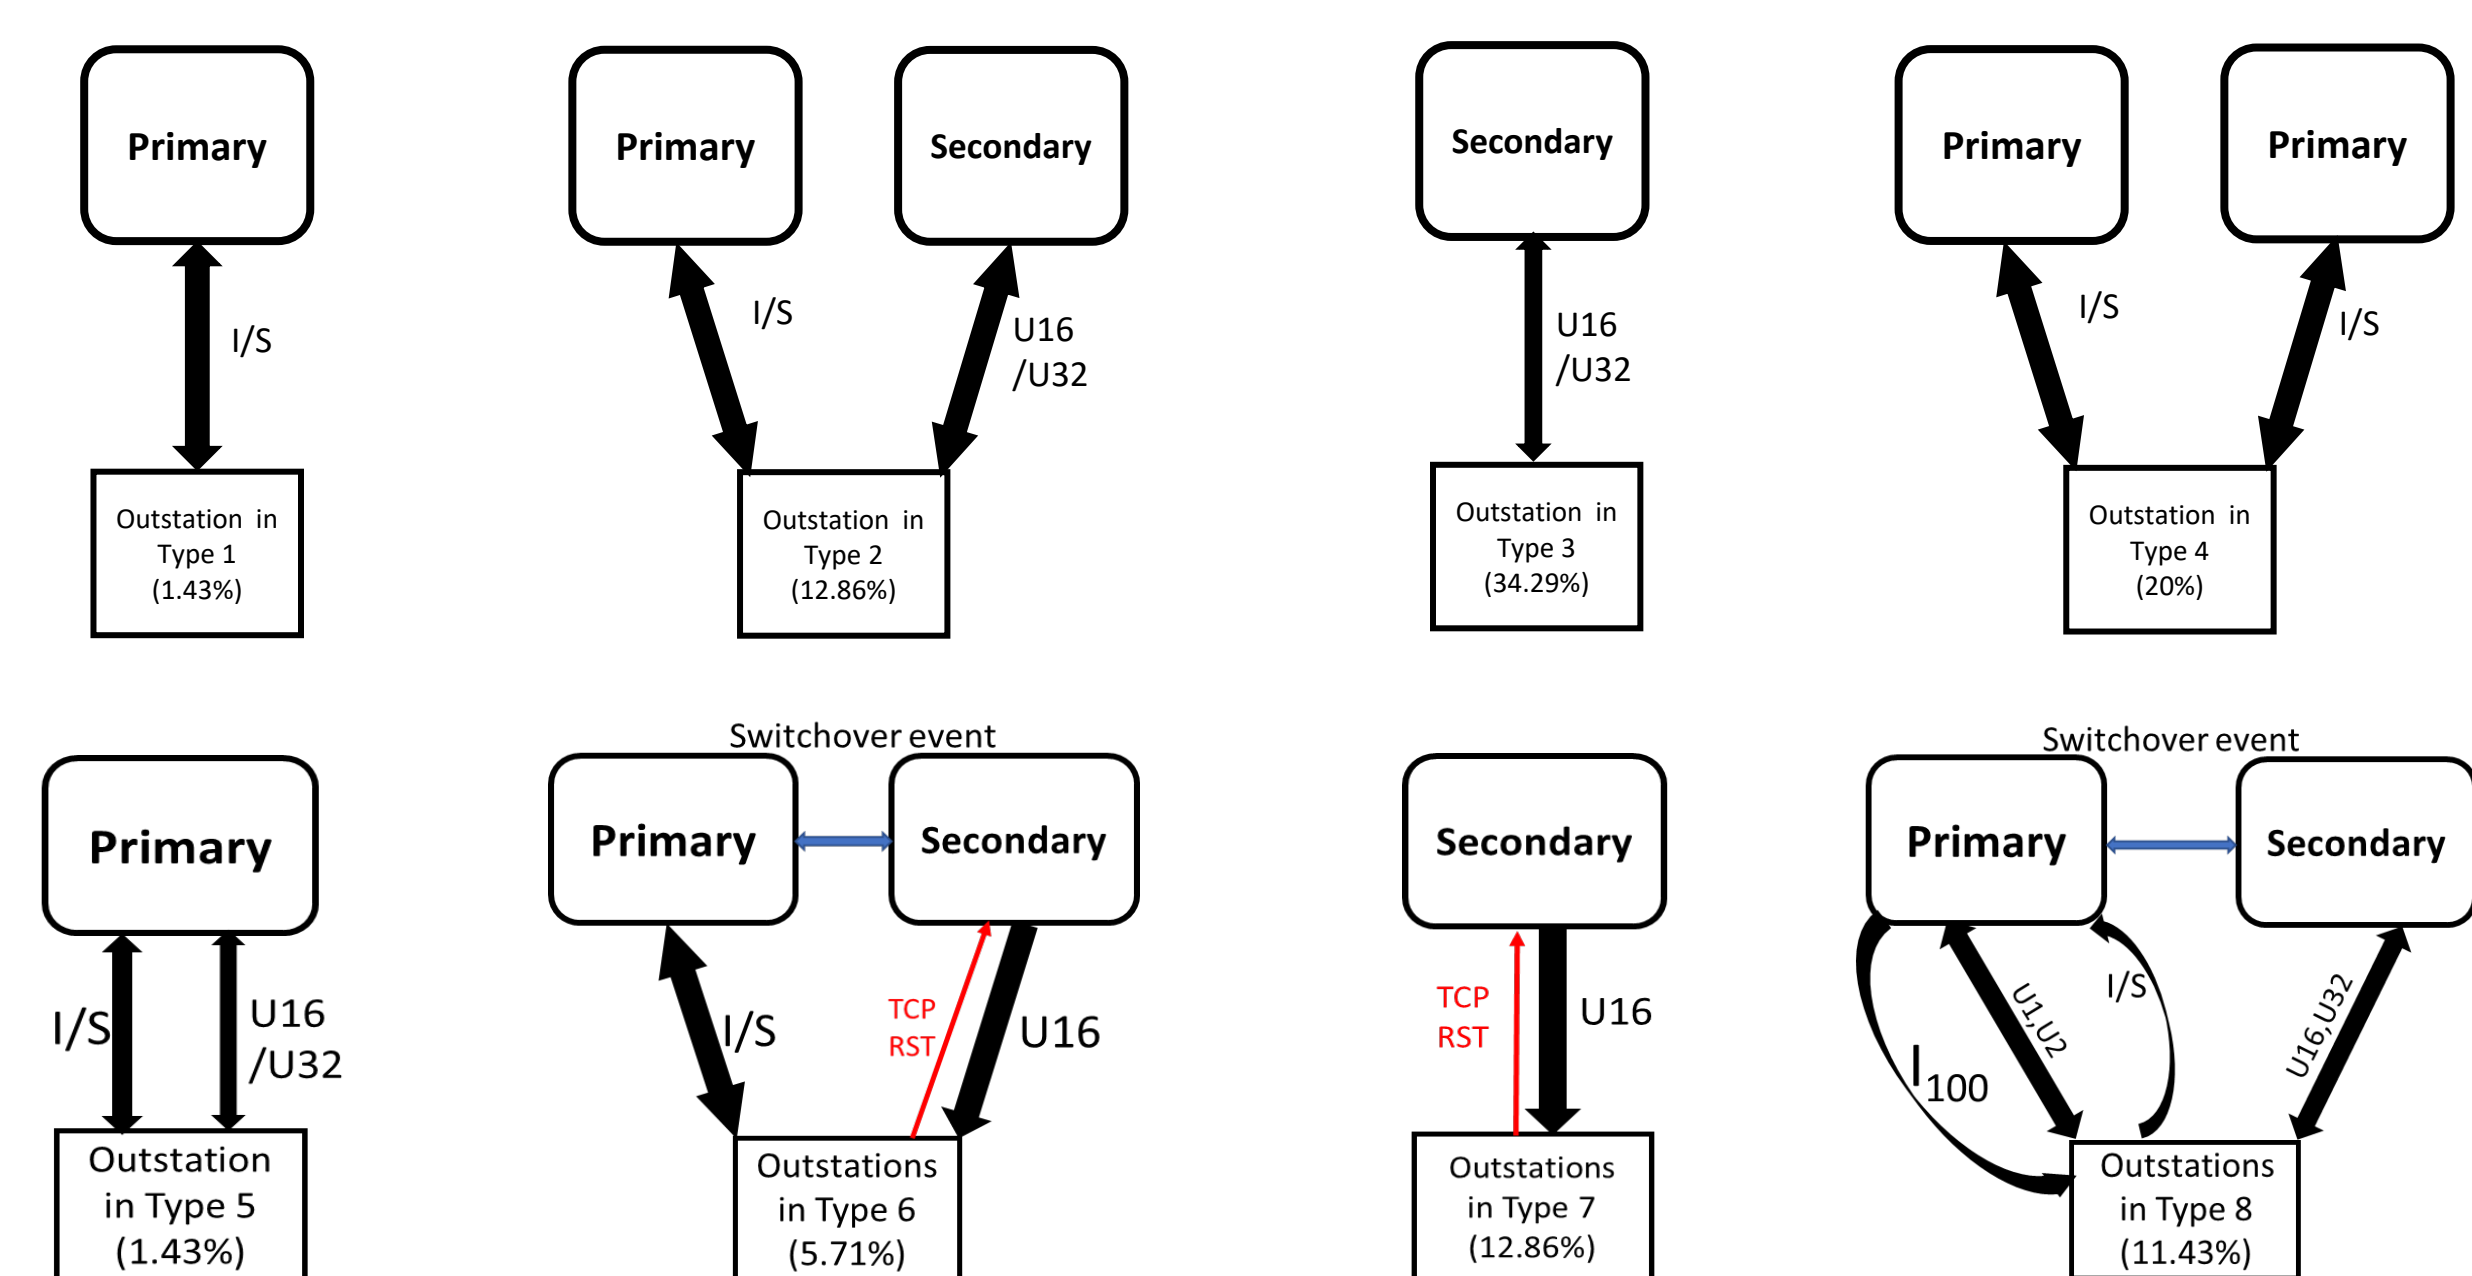 Primary
I/S
Outstation in
Type 1
(1.43%)
Primary
Secondary
I/S
U16
/U32
Outstation in
Type 2
(12.86%)
Secondary
U16
/U32
Outstation in
Type 3
(34.29%)
Primary
Primary
I/S
I/S
Outstation in
Type 4
(20%)
Primary
I/S
U16
/U32
Outstation
in Type 5
(1.43%)
Switchover event
Primary
Secondary
I/S
TCP
RST
U16
Outstations
in Type 6
(5.71%)
Secondary
TCP
RST
U16
Outstations
in Type 7
(12.86%)
Switchover event
Primary
Secondary
I100
U1,U2
I/S
U16,U32
Outstations
in Type 8
(11.43%)